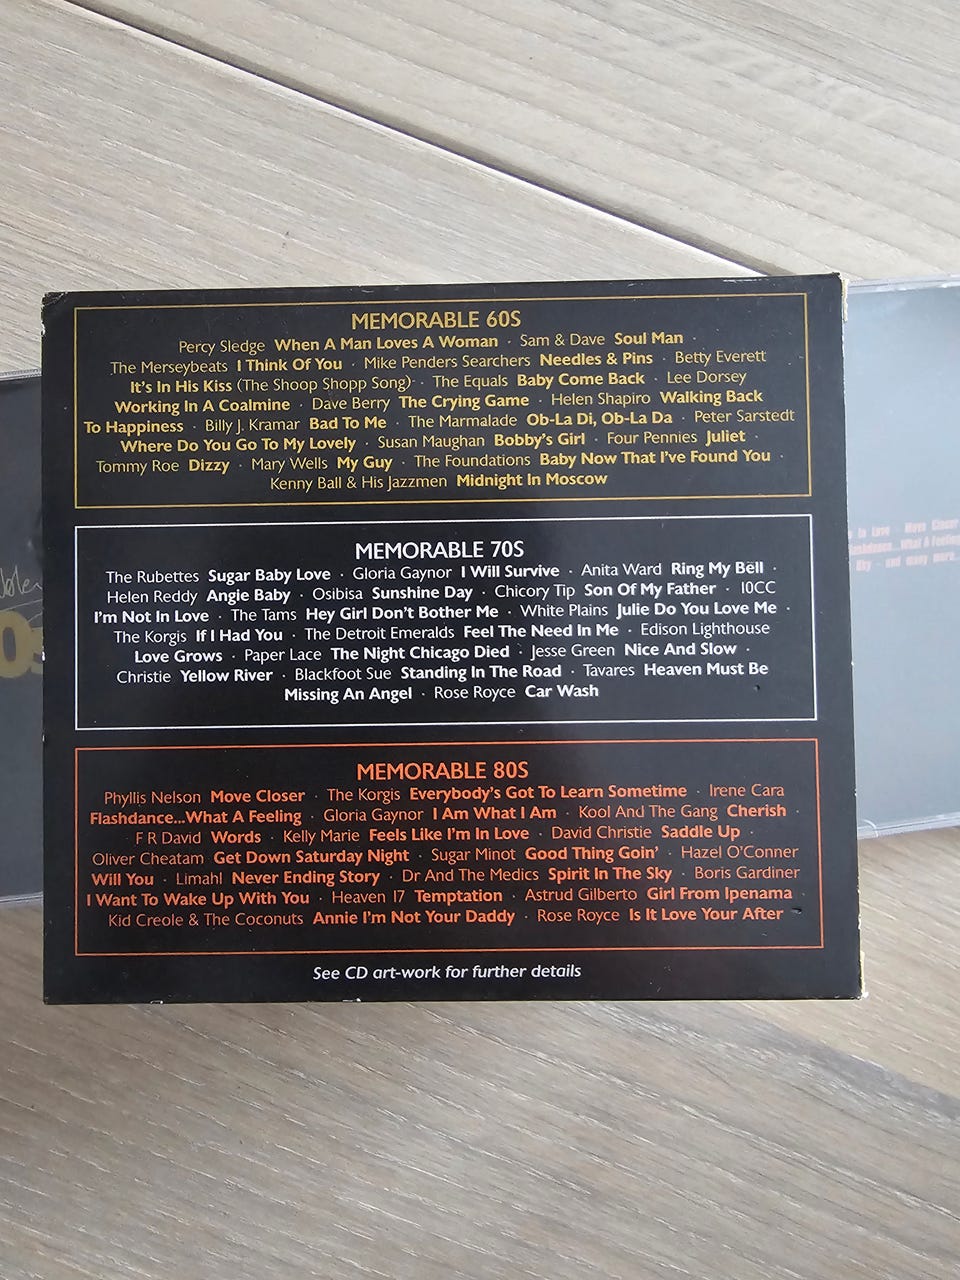 MEMORABLE 60S
Percy Sledge When A Man Loves A Woman · Sam & Dave Soul Man ·
The Merseybeats I Think Of You · Mike Penders Searchers Needles & Pins · Betty Everett
It's In His Kiss (The Shoop Shopp Song) · The Equals Baby Come Back · Lee Dorsey
Working In A Coalmine · Dave Berry The Crying Game · Helen Shapiro Walking Back
To Happiness · Billy J. Kramar Bad To Me · The Marmalade Ob-La Di, Ob-La Da · Peter Sarstedt
Where Do You Go To My Lovely · Susan Maughan Bobby's Girl · Four Pennies Juliet ·
Tommy Roe Dizzy · Mary Wells My Guy · The Foundations Baby Now That I've Found You ·
Kenny Ball & His Jazzmen Midnight In Moscow
MEMORABLE 70S
The Rubettes Sugar Baby Love · Gloria Gaynor I Will Survive · Anita Ward Ring My Bell ·
Helen Reddy Angie Baby · Osibisa Sunshine Day · Chicory Tip Son Of My Father · 10CC
I'm Not In Love · The Tams Hey Girl Don't Bother Me · White Plains Julie Do You Love Me ·
The Korgis If I Had You · The Detroit Emeralds Feel The Need In Me · Edison Lighthouse
Love Grows · Paper Lace The Night Chicago Died · Jesse Green Nice And Slow ·
Christie Yellow River · Blackfoot Sue Standing In The Road · Tavares Heaven Must Be
Missing An Angel · Rose Royce Car Wash
MEMORABLE 80S
Phyllis Nelson Move Closer · The Korgis Everybody's Got To Learn Sometime · Irene Cara
Flashdance...What A Feeling · Gloria Gaynor I Am What I Am · Kool And The Gang Cherish ·
F R David Words · Kelly Marie Feels Like I'm In Love · David Christie Saddle Up ·
Oliver Cheatam Get Down Saturday Night · Sugar Minot Good Thing Goin' · Hazel O'Conner
Will You · Limahl Never Ending Story · Dr And The Medics Spirit In The Sky · Boris Gardiner
I Want To Wake Up With You · Heaven 17 Temptation · Astrud Gilberto Girl From Ipenama ·
Kid Creole & The Coconuts Annie I'm Not Your Daddy · Rose Royce Is It Love Your After
See CD art-work for further details
0s
In Love · Move Closer
What A Feeling
Sky - and many more...